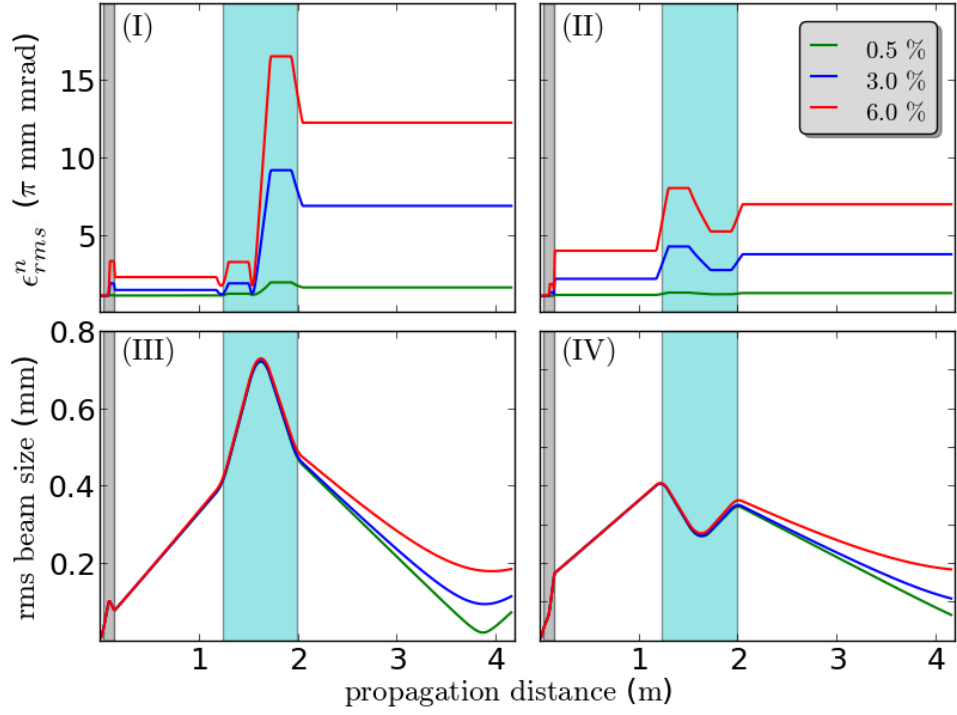 (I)
(II)
0.5 %
3.0 %
6.0 %
15
10
5
ϵⁿᵣₘₛ (π mm mrad)
(III)
(IV)
0.8
0.6
0.4
0.2
rms beam size (mm)
1 2 3 4
1 2 3 4
propagation distance (m)